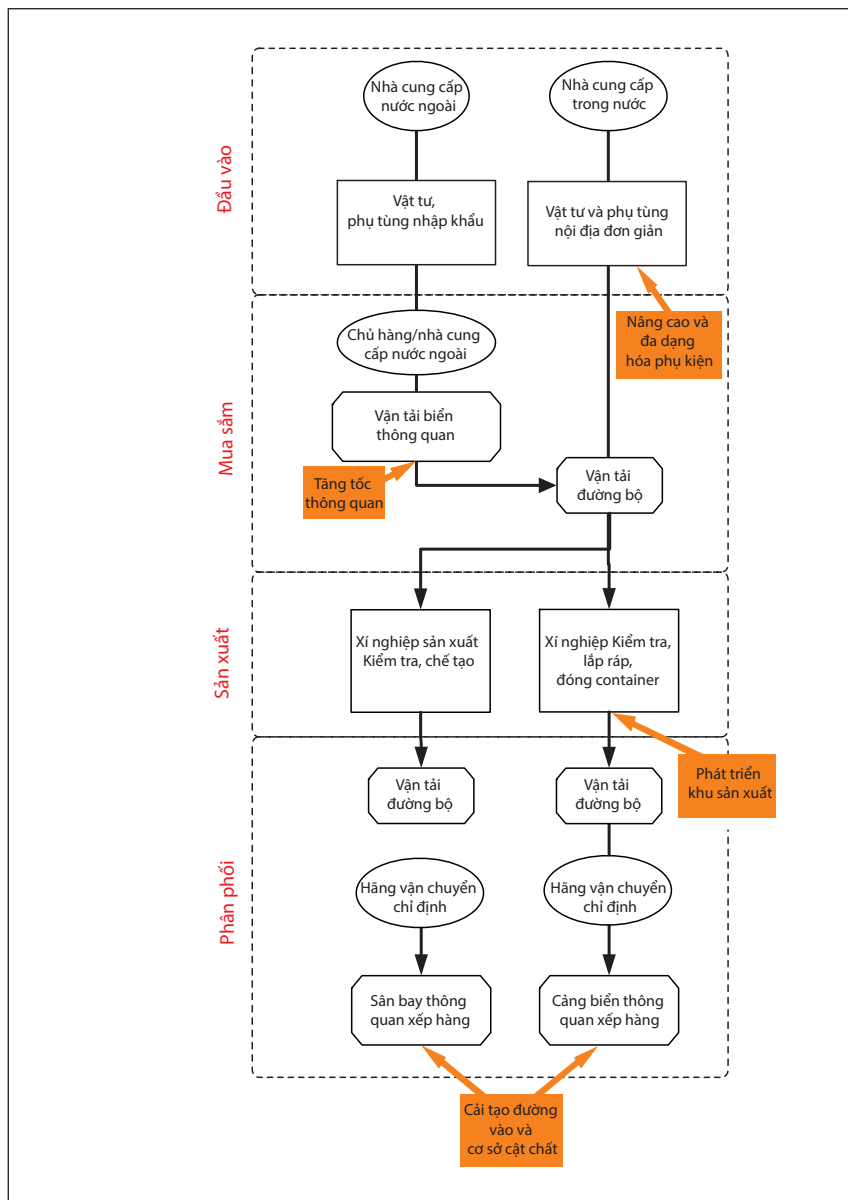 Đầu vào
Nhà cung cấp
nước ngoài
Nhà cung cấp
trong nước
Vật tư,
phụ tùng nhập khẩu
Vật tư và phụ tùng
nội địa đơn giản
Nâng cao và
đa dạng
hóa phụ kiện
Mua sắm
Chủ hàng/nhà cung
cấp nước ngoài
Vận tải biển
thông quan
Tăng tốc
thông quan
Vận tải
đường bộ
Sản xuất
Xí nghiệp sản xuất
Kiểm tra, chế tạo
Xí nghiệp Kiểm tra,
lắp ráp,
đóng container
Phát triển
khu sản xuất
Phân phối
Vận tải
đường bộ
Vận tải
đường bộ
Hãng vận chuyển
chỉ định
Hãng vận chuyển
chỉ định
Sân bay thông
quan xếp hàng
Cảng biển thông
quan xếp hàng
Cải tạo đường
vào và
cơ sở cật chất